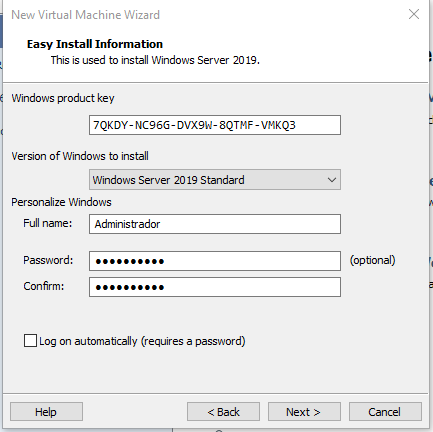 New Virtual Machine Wizard
Easy Install Information
This is used to install Windows Server 2019.
Windows product key
7QKDY-NC96G-DVX9W-8QTMF-VMKQ3
Version of Windows to install
Windows Server 2019 Standard
Personalize Windows
Full name: Administrador
Password: ●●●●●●●●●● (optional)
Confirm: ●●●●●●●●●●
Log on automatically (requires a password)
Help < Back Next > Cancel